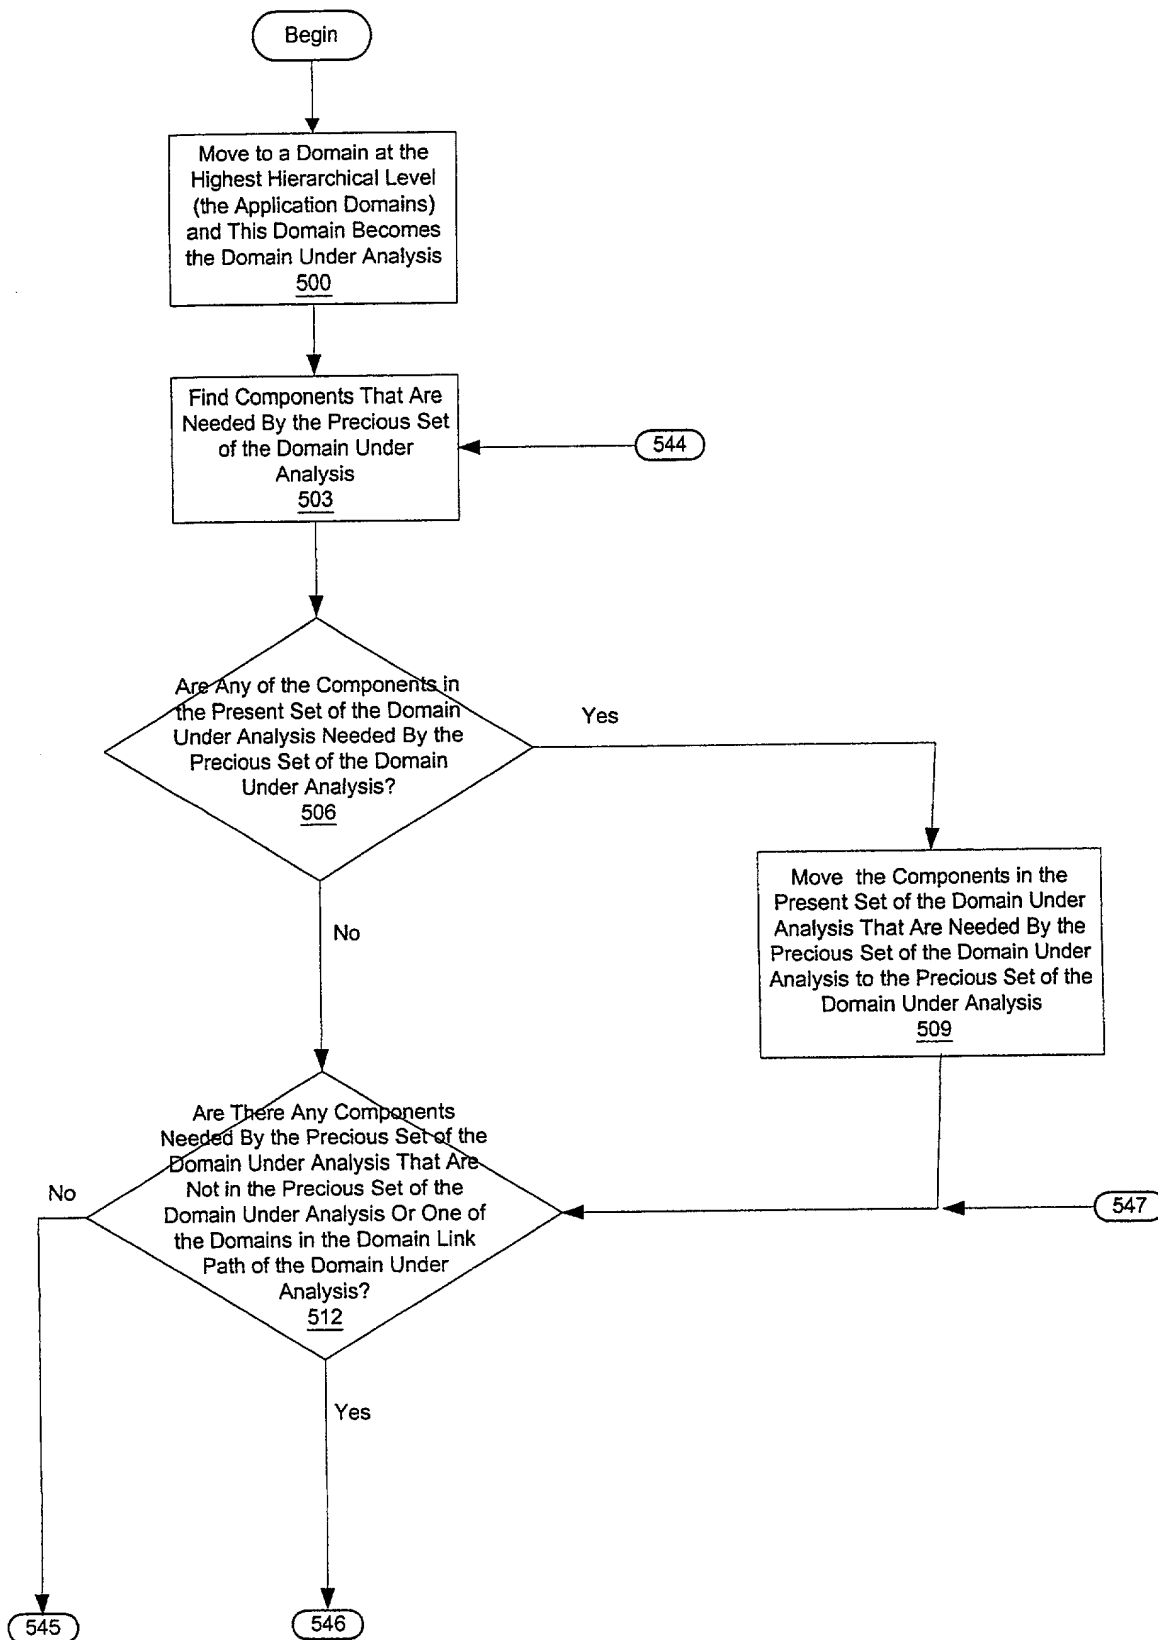 Begin
Move to a Domain at the
Highest Hierarchical Level
(the Application Domains)
and This Domain Becomes
the Domain Under Analysis
500
Find Components That Are
Needed By the Precious Set
of the Domain Under
Analysis
503
544
Are Any of the Components in
the Present Set of the Domain
Under Analysis Needed By the
Precious Set of the Domain
Under Analysis?
506
Yes
No
Move the Components in the
Present Set of the Domain Under
Analysis That Are Needed By the
Precious Set of the Domain Under
Analysis to the Precious Set of the
Domain Under Analysis
509
Are There Any Components
Needed By the Precious Set of the
Domain Under Analysis That Are
Not in the Precious Set of the
Domain Under Analysis Or One of
the Domains in the Domain Link
Path of the Domain Under
Analysis?
512
No
547
Yes
545
546